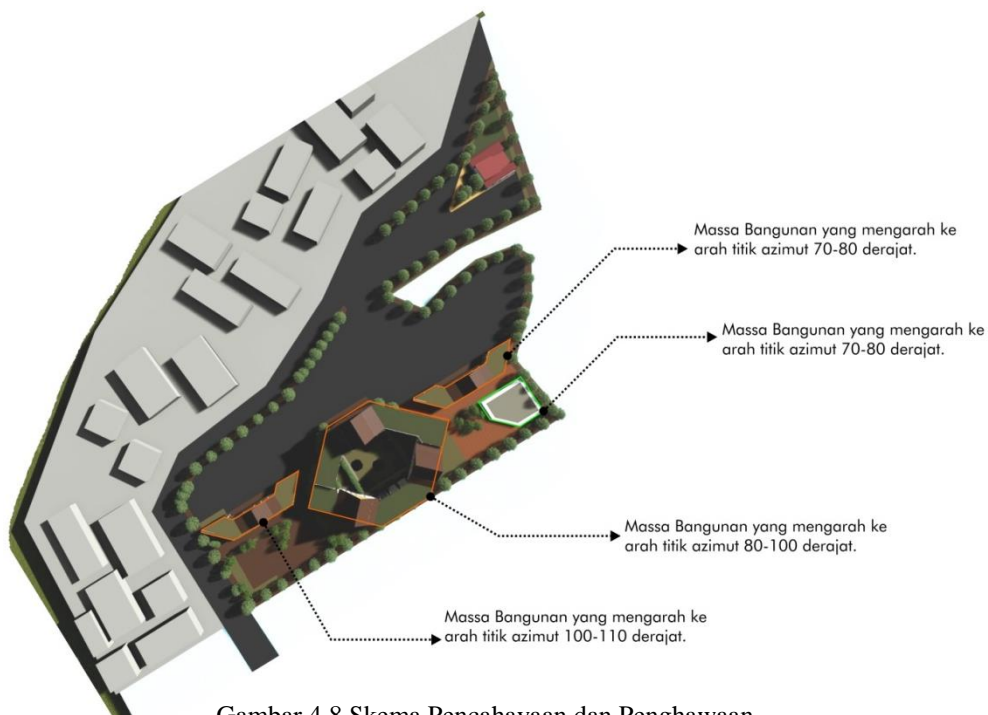 Massa Bangunan yang mengarah ke
arah titik azimut 70-80 derajat.
Massa Bangunan yang mengarah ke
arah titik azimut 70-80 derajat.
Massa Bangunan yang mengarah ke
arah titik azimut 80-100 derajat.
Massa Bangunan yang mengarah ke
arah titik azimut 100-110 derajat.
Gambar 4.8 Skema Pencahayaan dan Penghawaan